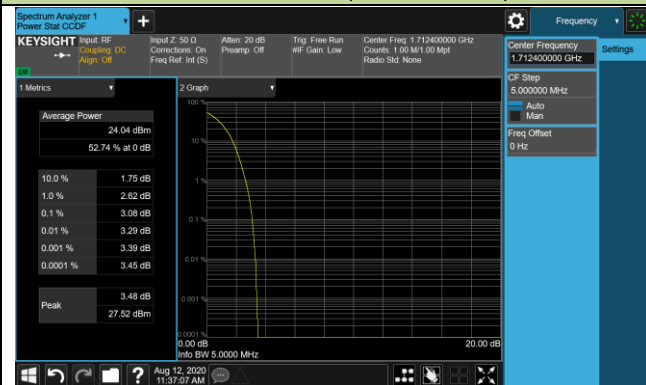 Spectrum Analyzer 1
Power Stat CCDF
Frequency
KEYSIGHT
Input: RF
Coupling: DC
Align: Off
Input Z: 50 Ω
Corrections: On
Freq Ref: Int (S)
Atten: 20 dB
Preamp: Off
Trig: Free Run
#IF Gain: Low
Center Freq: 1.712400000 GHz
Counts: 1.00 M/1.00 Mpt
Radio Std: None
Center Frequency
1.712400000 GHz
Settings
CF Step
5.000000 MHz
Auto
Man
Freq Offset
0 Hz
1 Metrics
2 Graph
Average Power
24.04 dBm
52.74 % at 0 dB
10.0 % 1.75 dB
1.0 % 2.62 dB
0.1 % 3.08 dB
0.01 % 3.29 dB
0.001 % 3.39 dB
0.0001 % 3.45 dB
Peak
3.48 dB
27.52 dBm
100 %
10 %
1 %
0.1 %
0.01 %
0.001 %
0.0001 %
0.00 dB
20.00 dB
Info BW 5.0000 MHz
Aug 12, 2020
11:37:07 AM